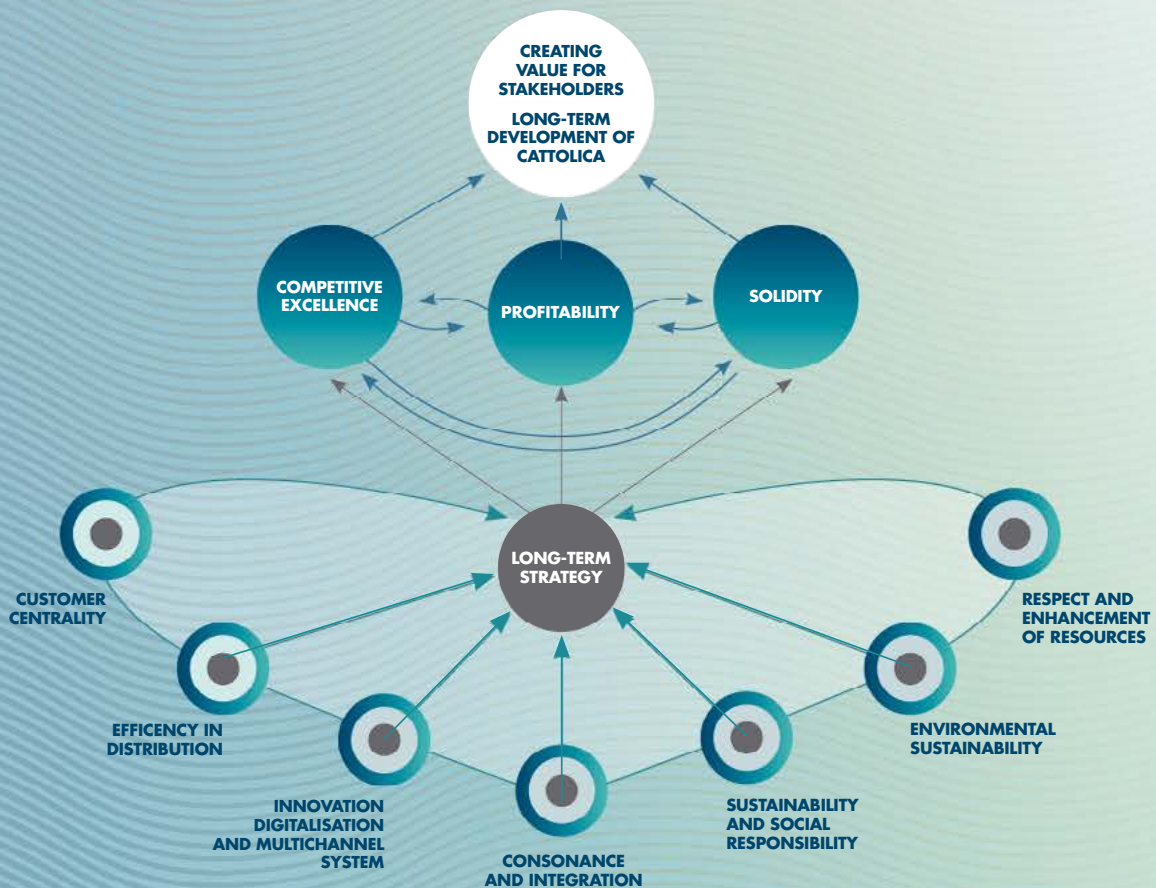 CREATING
VALUE FOR
STAKEHOLDERS
LONG-TERM
DEVELOPMENT OF
CATTOLICA
COMPETITIVE
EXCELLENCE
PROFITABILITY
SOLIDITY
LONG-TERM
STRATEGY
CUSTOMER
CENTRALITY
EFFICENCY IN
DISTRIBUTION
INNOVATION
DIGITALISATION
AND MULTICHANNEL
SYSTEM
CONSONANCE
AND INTEGRATION
SUSTAINABILITY
AND SOCIAL
RESPONSIBILITY
ENVIRONMENTAL
SUSTAINABILITY
RESPECT AND
ENHANCEMENT
OF RESOURCES